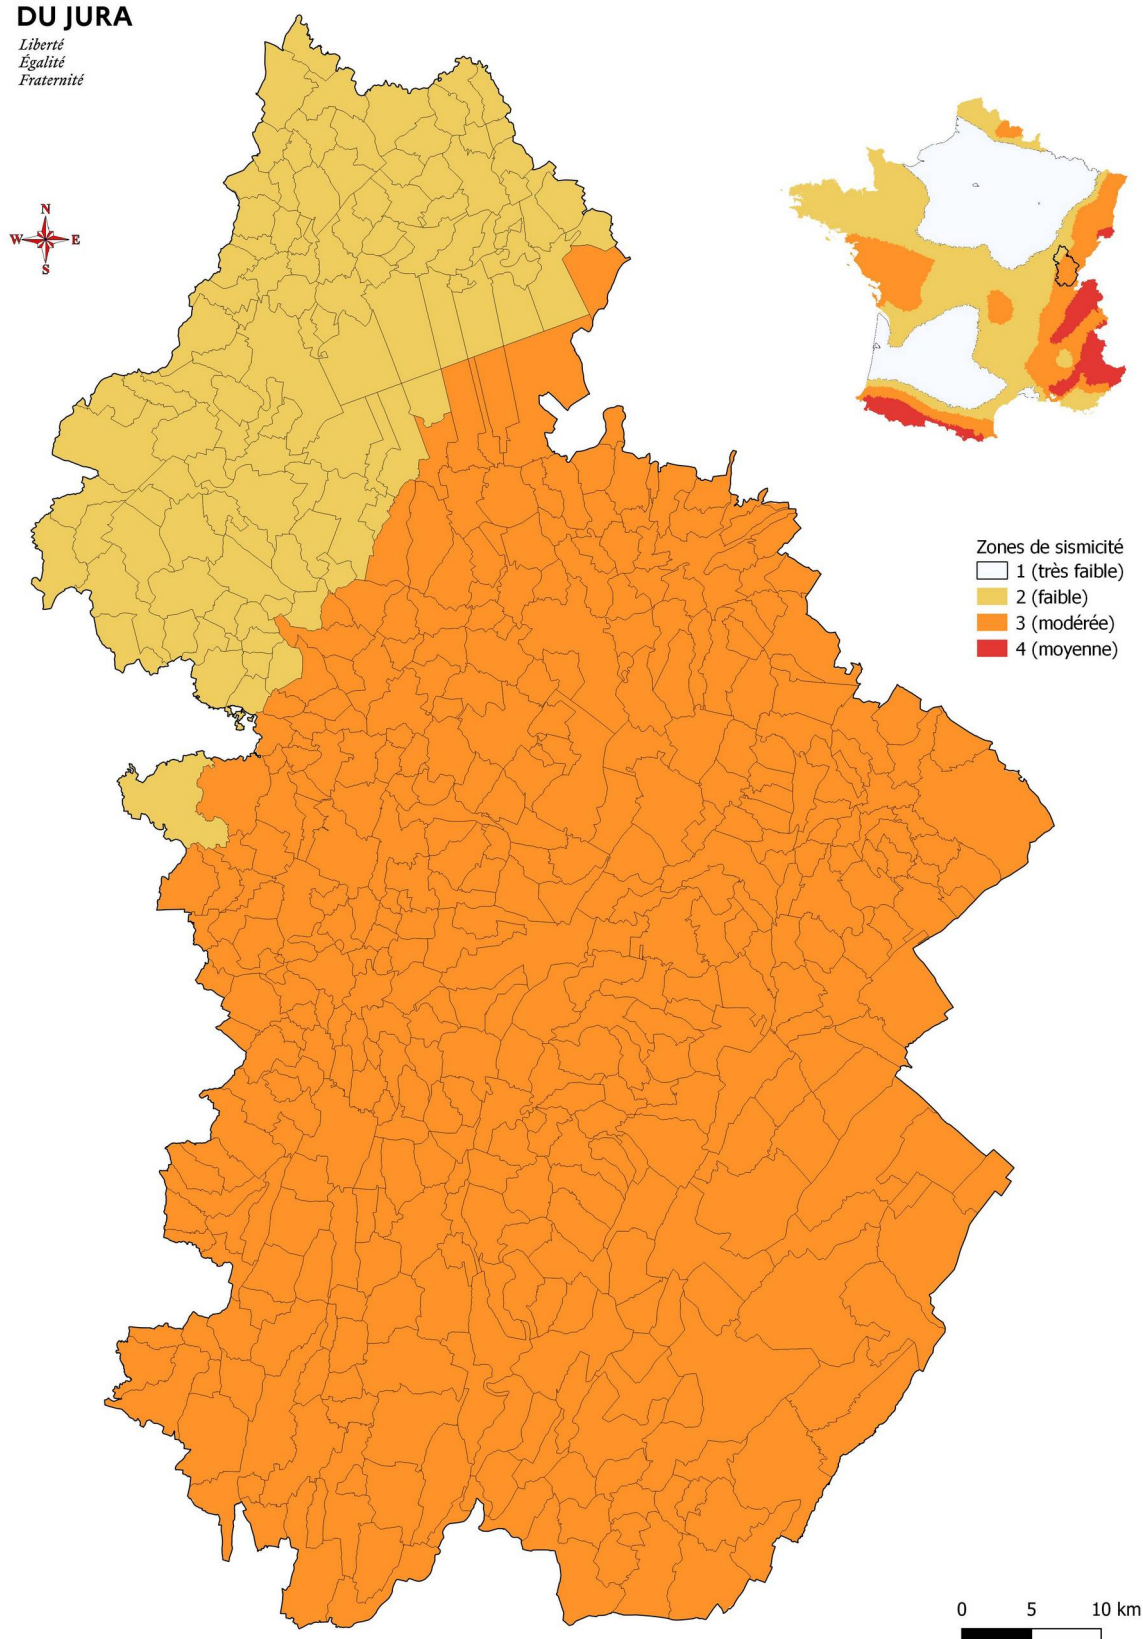 DU JURA
Liberté
Égalité
Fraternité
N
W E
S
Zones de sismicité
1 (très faible)
2 (faible)
3 (modérée)
4 (moyenne)
0 5 10 km